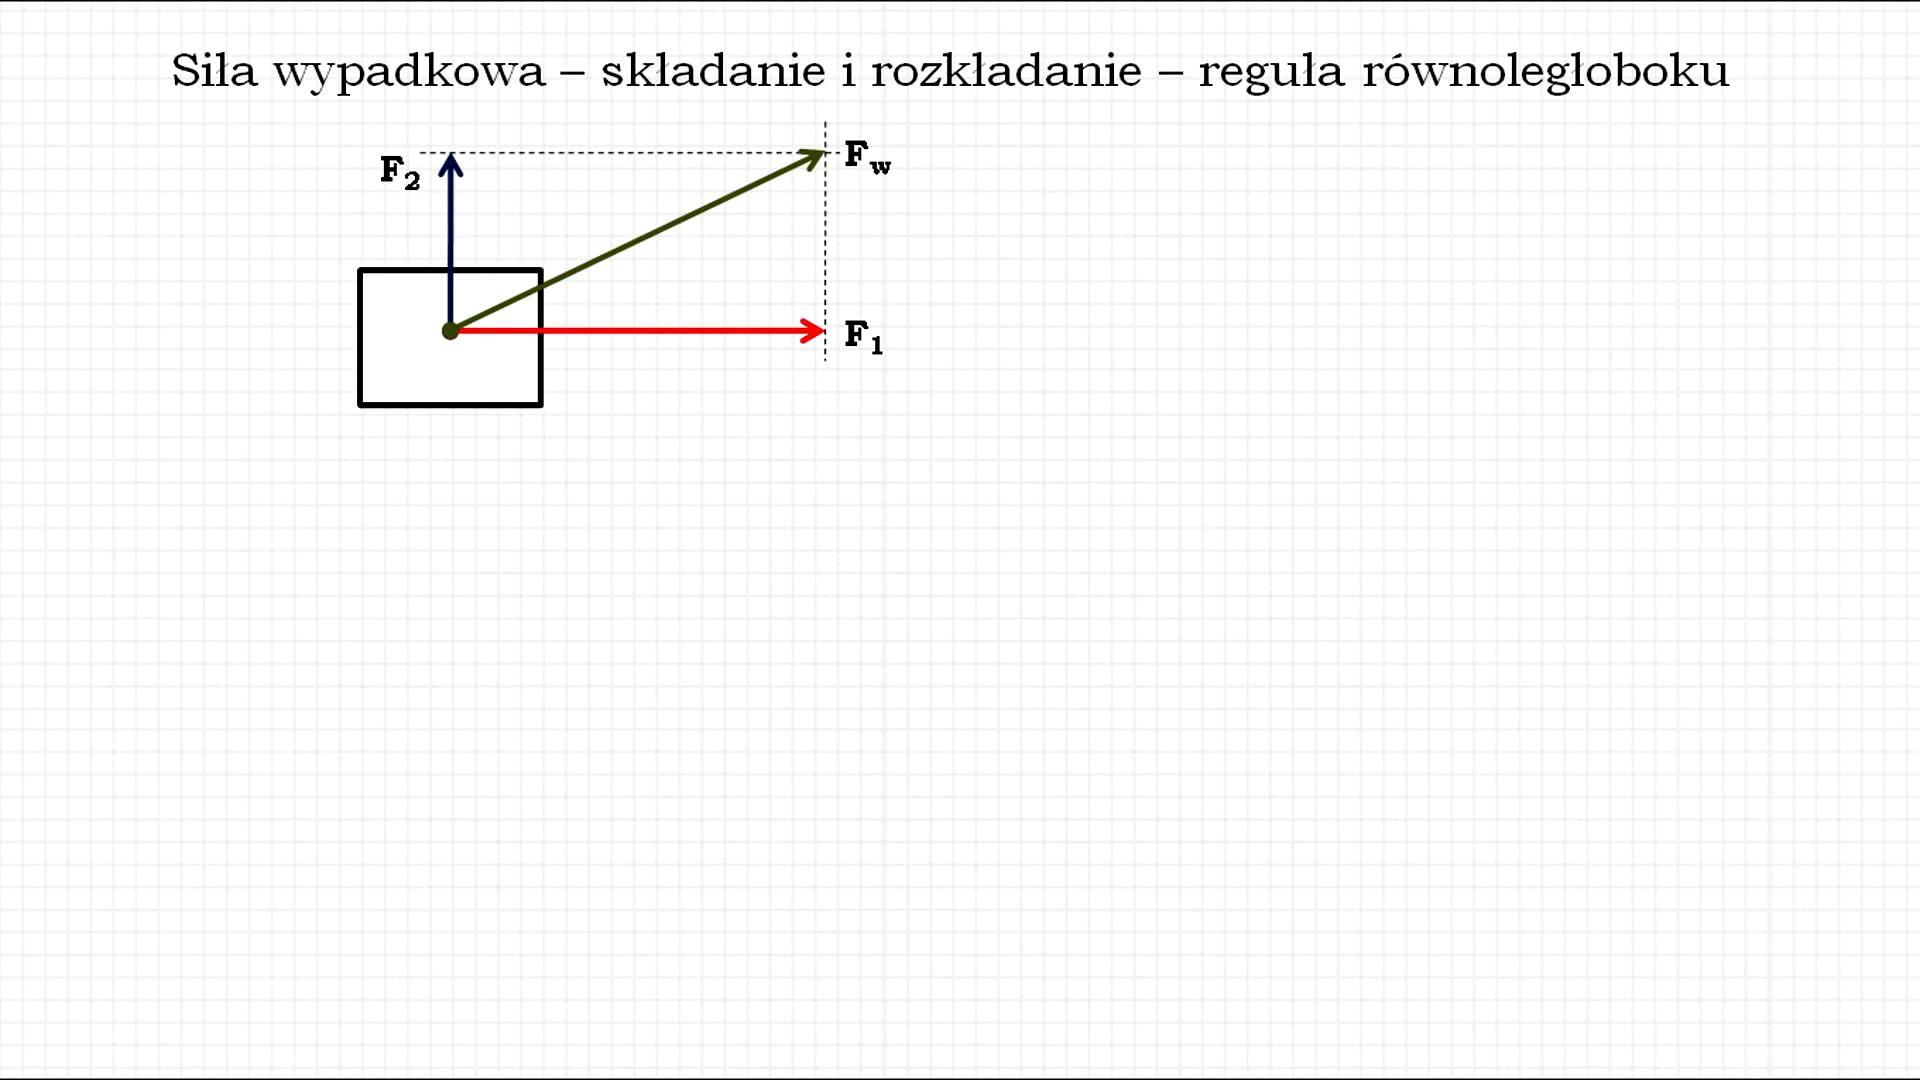 Siła wypadkowa – składanie i rozkładanie – reguła równoległoboku
F2
Fw
F1